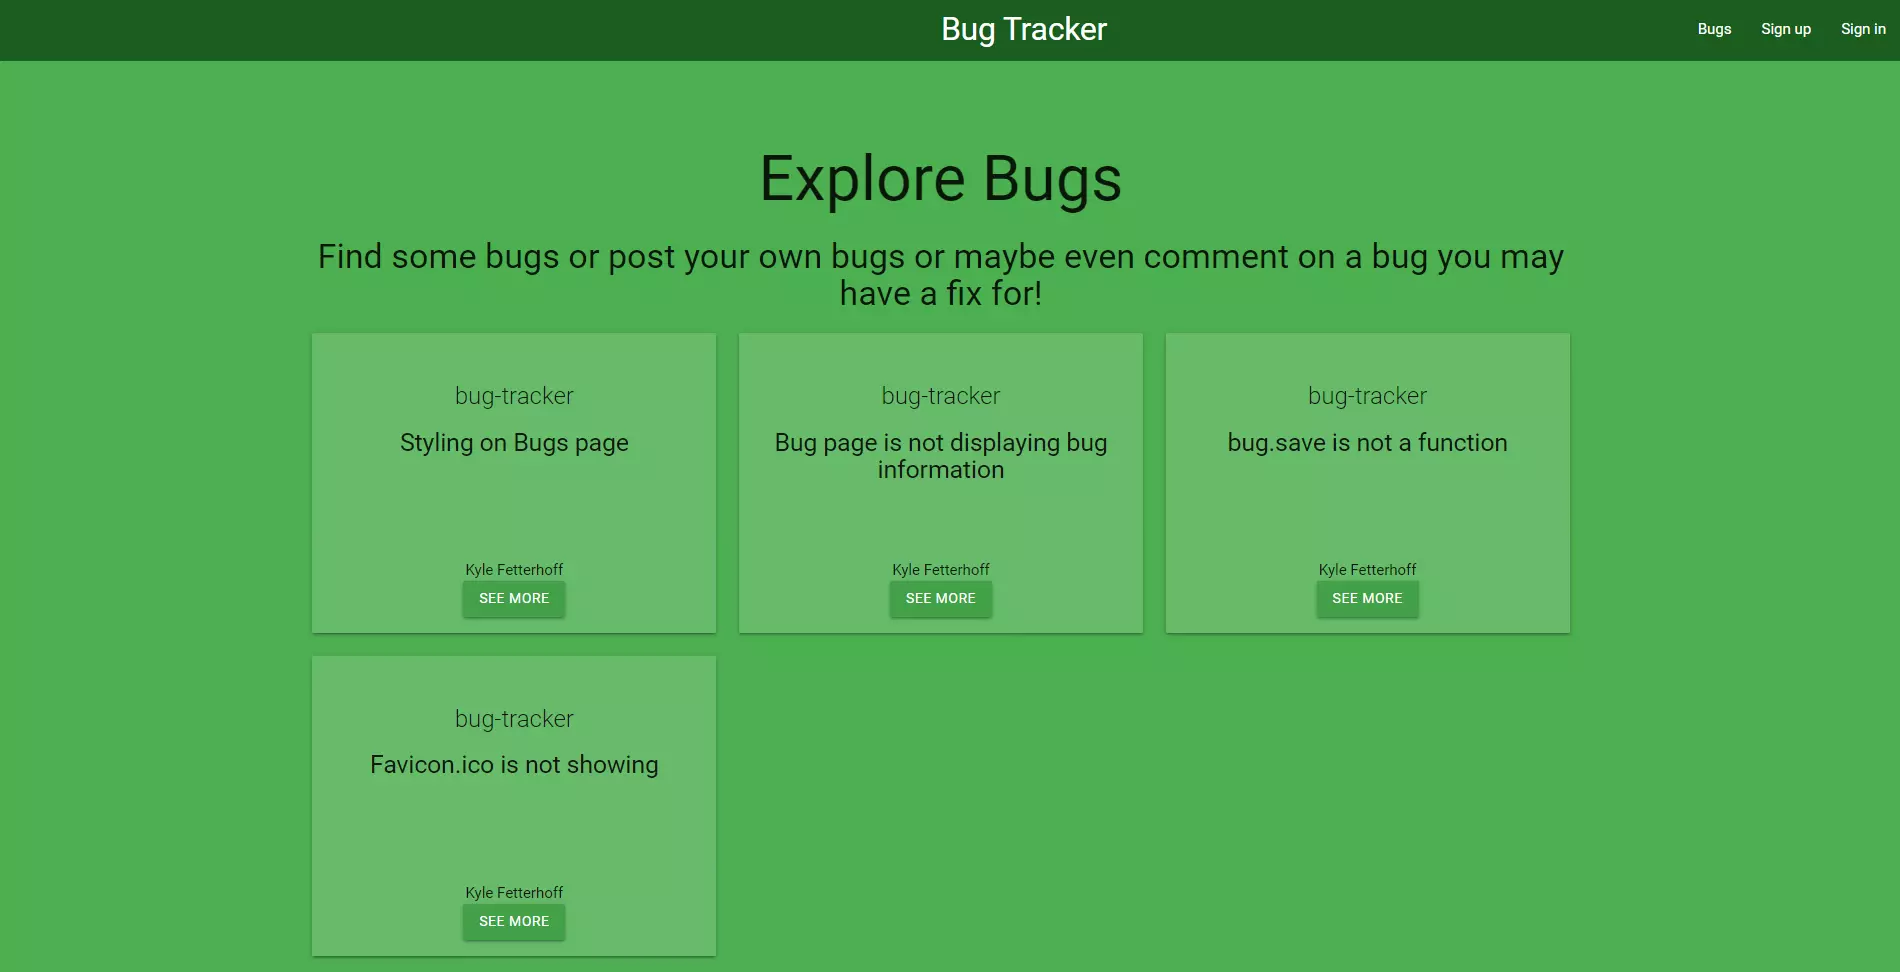 Bug Tracker
Bugs
Sign up
Sign in
Explore Bugs
Find some bugs or post your own bugs or maybe even comment on a bug you may
have a fix for!
bug-tracker
Styling on Bugs page
Kyle Fetterhoff
SEE MORE
bug-tracker
Bug page is not displaying bug
information
Kyle Fetterhoff
SEE MORE
bug-tracker
bug.save is not a function
Kyle Fetterhoff
SEE MORE
bug-tracker
Favicon.ico is not showing
Kyle Fetterhoff
SEE MORE